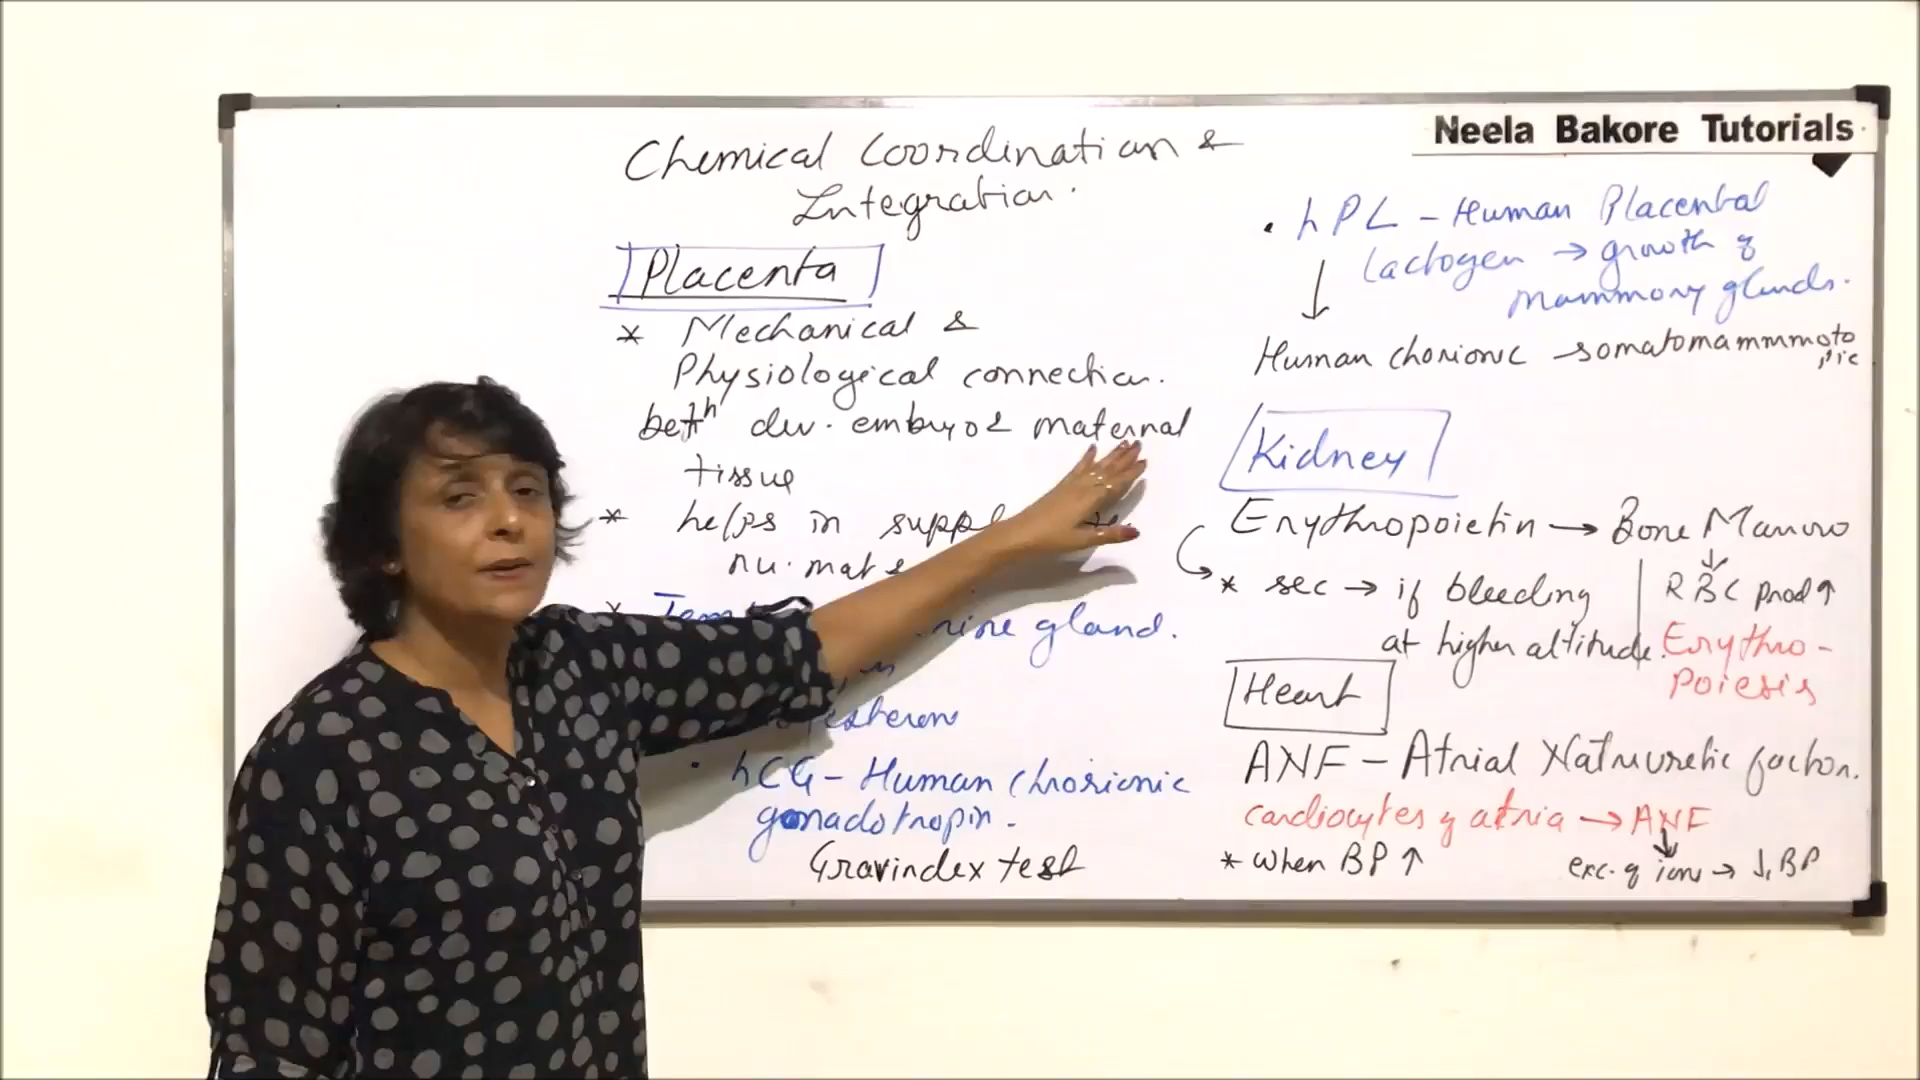 Neela Bakore Tutorials
Chemical Coordination &
Integration.
Placenta
* Mechanical &
Physiological connection.
betⁿ dev. embryo & maternal
tissue
* helps in
nu. mat
* gland.
hCG - Human Chorionic
gonadotropin.
Gravindex test
• hPL - Human Placental
Lactogen → growth of
mammary glands.
↓
Human chorionic - somatomammmoto
Kidney
Erythropoietin → Bone Marrow
↓
* sec → if bleeding
RBC prod ↑
at higher altitude.
Erythro-
poiesis
Heart
ANF - Atrial Natriuretic factor.
cardiocytes of atria → ANF
↓
* when BP ↑
exc. of ions → ↓ BP